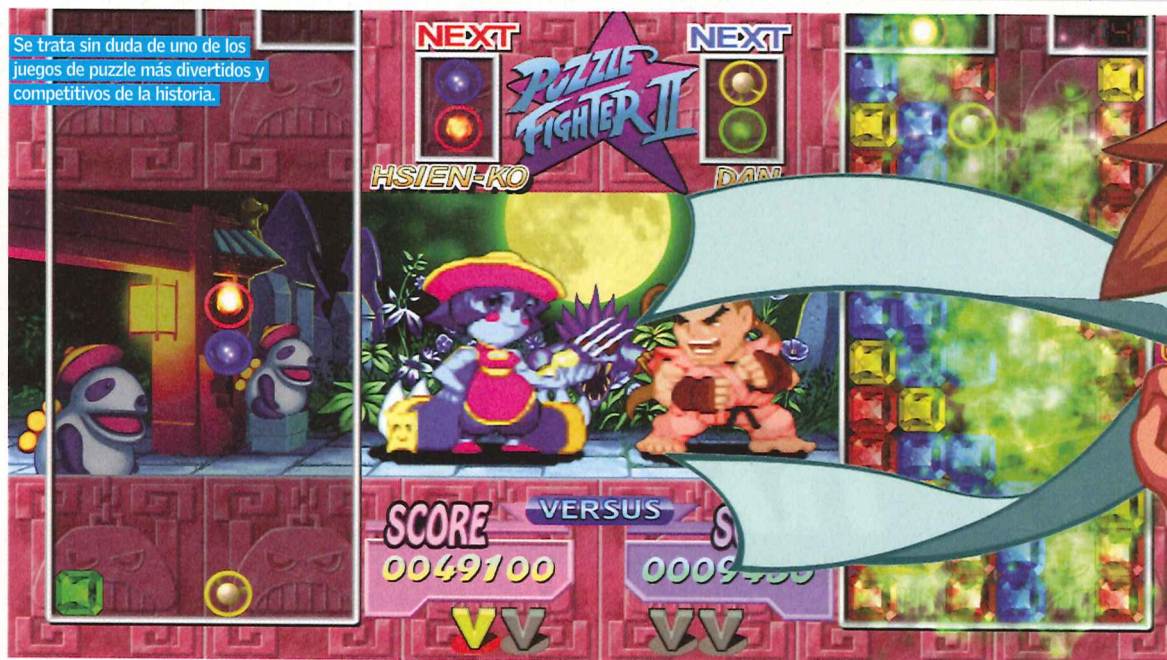 Se trata sin duda de uno de los
juegos de puzzle más divertidos y
competitivos de la historia.
NEXT
NEXT
PUZZLE
FIGHTER II
HSIEN-KO
DAN
VERSUS
SCORE
0049100
V V
V V